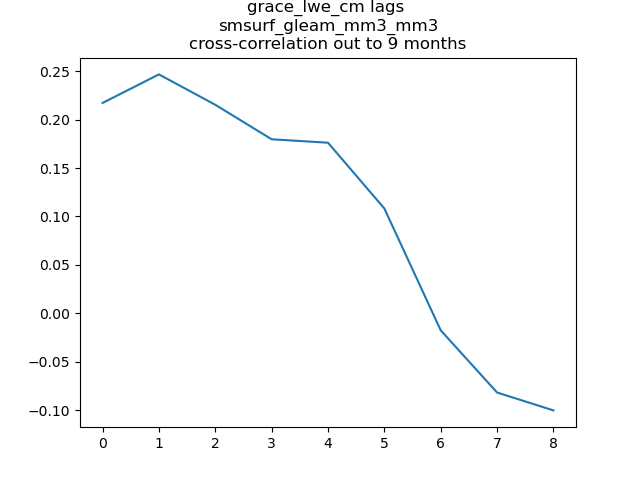 grace_lwe_cm lags
smsurf_gleam_mm3_mm3
cross-correlation out to 9 months
0.25
0.20
0.15
0.10
0.05
0.00
−0.05
−0.10
0 1 2 3 4 5 6 7 8